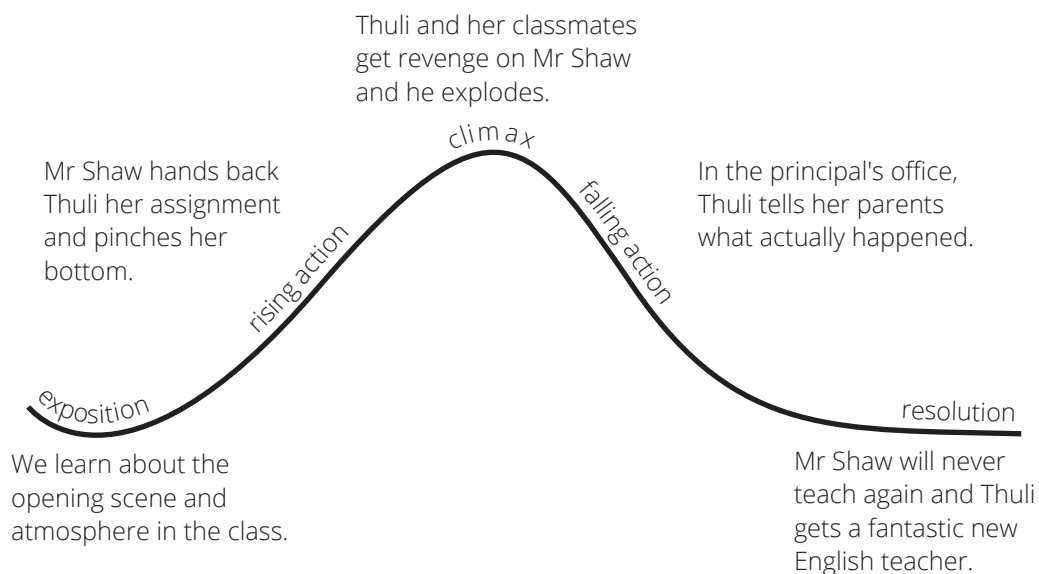 Thuli and her classmates
get revenge on Mr Shaw
and he explodes.
climax
Mr Shaw hands back
Thuli her assignment
and pinches her
bottom.
rising action
falling action
In the principal's office,
Thuli tells her parents
what actually happened.
exposition
We learn about the
opening scene and
atmosphere in the class.
resolution
Mr Shaw will never
teach again and Thuli
gets a fantastic new
English teacher.